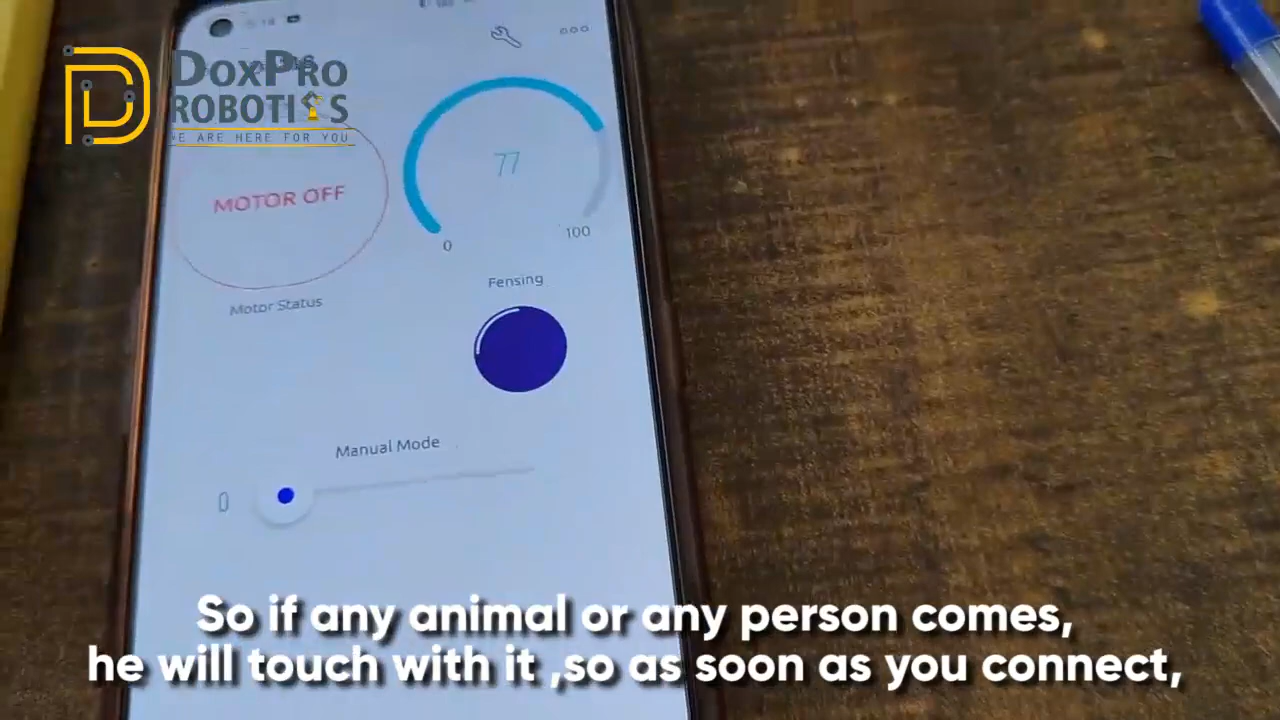 DOXPRO
ROBOTICS
WE ARE HERE FOR YOU
77
MOTOR OFF
0
100
Fensing
Motor Status
Manual Mode
0
So if any animal or any person comes,
he will touch with it ,so as soon as you connect,